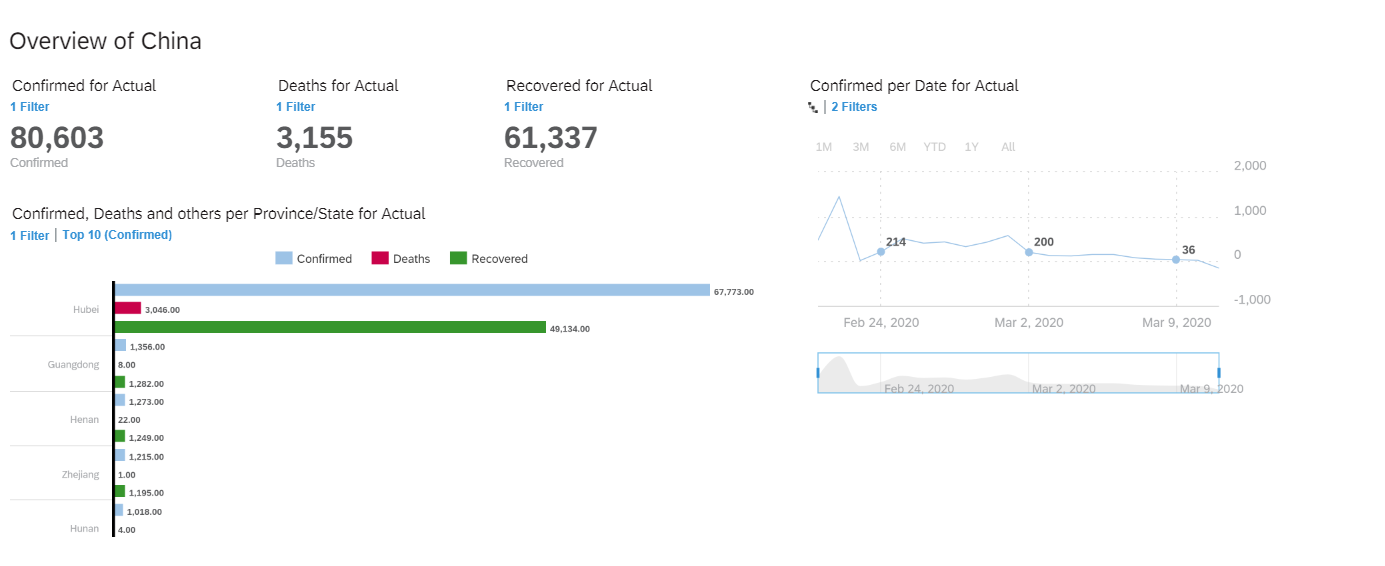 Overview of China
Confirmed for Actual
1 Filter
80,603
Confirmed
Deaths for Actual
1 Filter
3,155
Deaths
Recovered for Actual
1 Filter
61,337
Recovered
Confirmed, Deaths and others per Province/State for Actual
1 Filter | Top 10 (Confirmed)
Confirmed Deaths Recovered
Hubei
67,773.00
3,046.00
49,134.00
Guangdong
1,356.00
8.00
1,282.00
Henan
1,273.00
22.00
1,249.00
Zhejiang
1,215.00
1.00
1,195.00
Hunan
1,018.00
4.00
Confirmed per Date for Actual
| 2 Filters
1M 3M 6M YTD 1Y All
2,000
1,000
0
-1,000
214
200
36
Feb 24, 2020 Mar 2, 2020 Mar 9, 2020
Feb 24, 2020 Mar 2, 2020 Mar 9, 2020